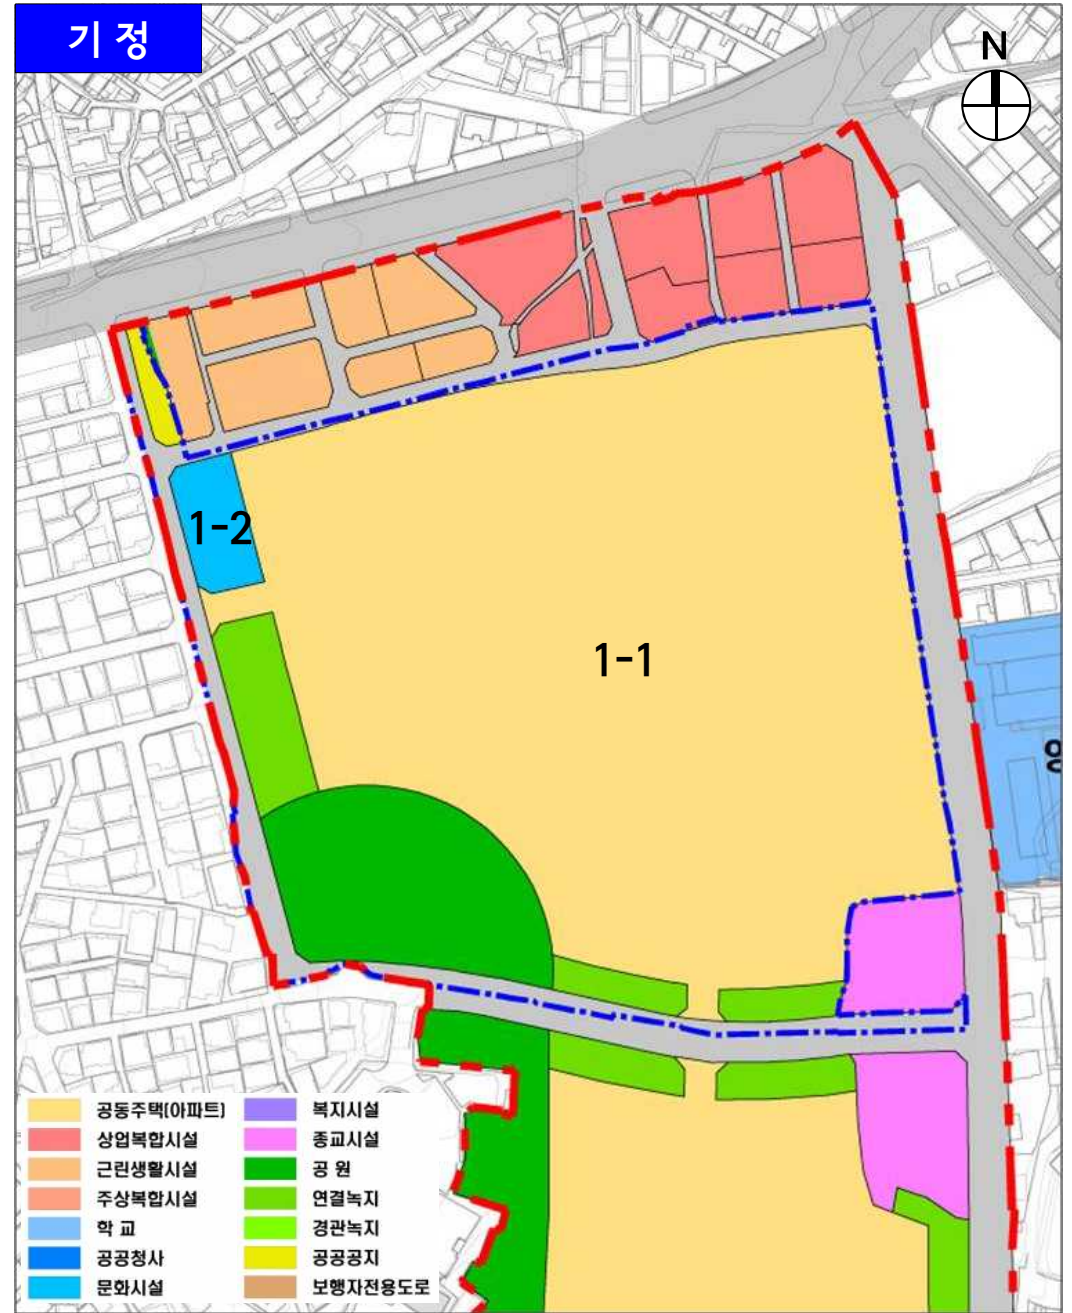 기 정
N
1-2
1-1
공동주택(아파트)
상업복합시설
근린생활시설
주상복합시설
학 교
공공청사
문화시설
복지시설
종교시설
공 원
연결녹지
경관녹지
공공공지
보행자전용도로